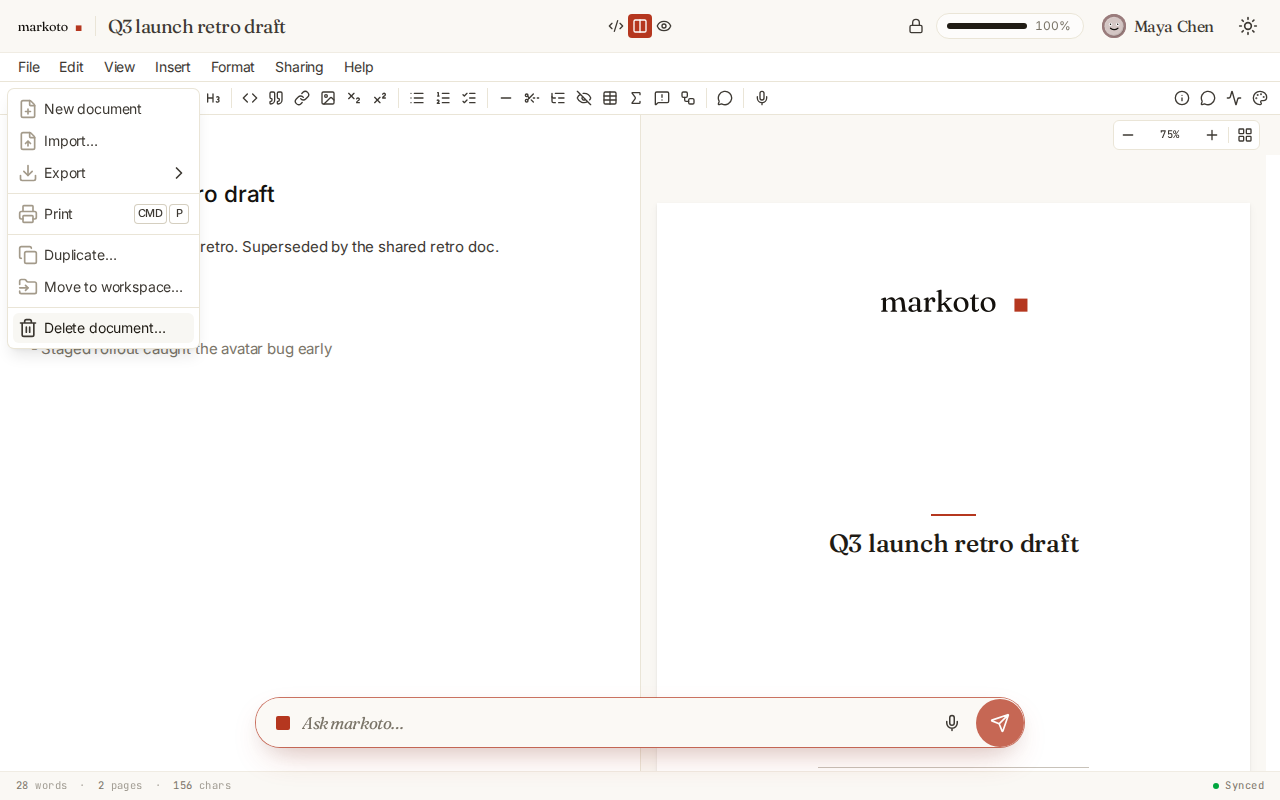 markoto
Q3 launch retro draft
100%
Maya Chen
File Edit View Insert Format Sharing Help
H3
75%
New document
Import...
Export
Print CMD P
Duplicate...
Move to workspace...
Delete document...
ro draft
retro. Superseded by the shared retro doc.
- Staged rollout caught the avatar bug early
markoto
Q3 launch retro draft
Ask markoto...
28 words · 2 pages · 156 chars
Synced